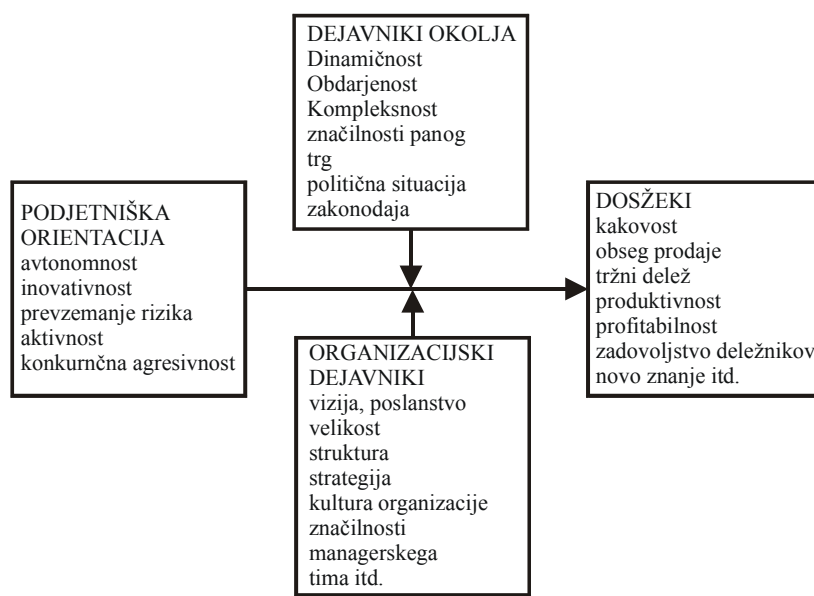 DEJAVNIKI OKOLJA
Dinamičnost
Obdarjenost
Kompleksnost
značilnosti panog
trg
politična situacija
zakonodaja
PODJETNIŠKA
ORIENTACIJA
avtonomnost
inovativnost
prevzemanje rizika
aktivnost
konkurnčna agresivnost
DOSŽEKI
kakovost
obseg prodaje
tržni delež
produktivnost
profitabilnost
zadovoljstvo deležnikov
novo znanje itd.
ORGANIZACIJSKI
DEJAVNIKI
vizija, poslanstvo
velikost
struktura
strategija
kultura organizacije
značilnosti
managerskega
tima itd.